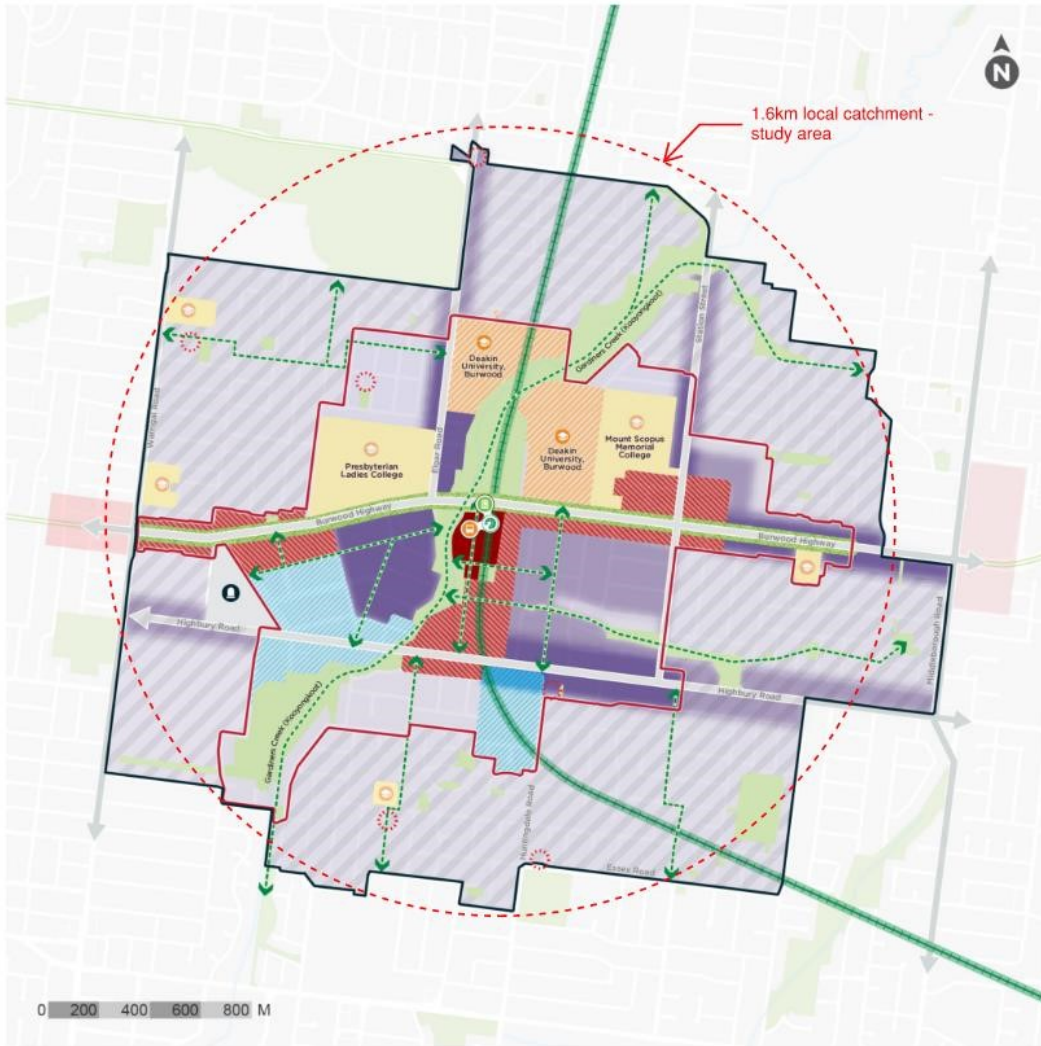 N
1.6km local catchment -
study area
Gardiners Creek (Kooyongkoot)
Station Street
Deakin
University,
Burwood
Warrigal Road
Elgar Road
Presbyterian
Ladies College
Deakin
University,
Burwood
Mount Scopus
Memorial
College
Burwood Highway
Burwood Highway
Highbury Road
Middleborough Road
Highbury Road
Gardiners Creek (Kooyongkoot)
Huntingdale Road
Essex Road
0 200 400 600 800 M